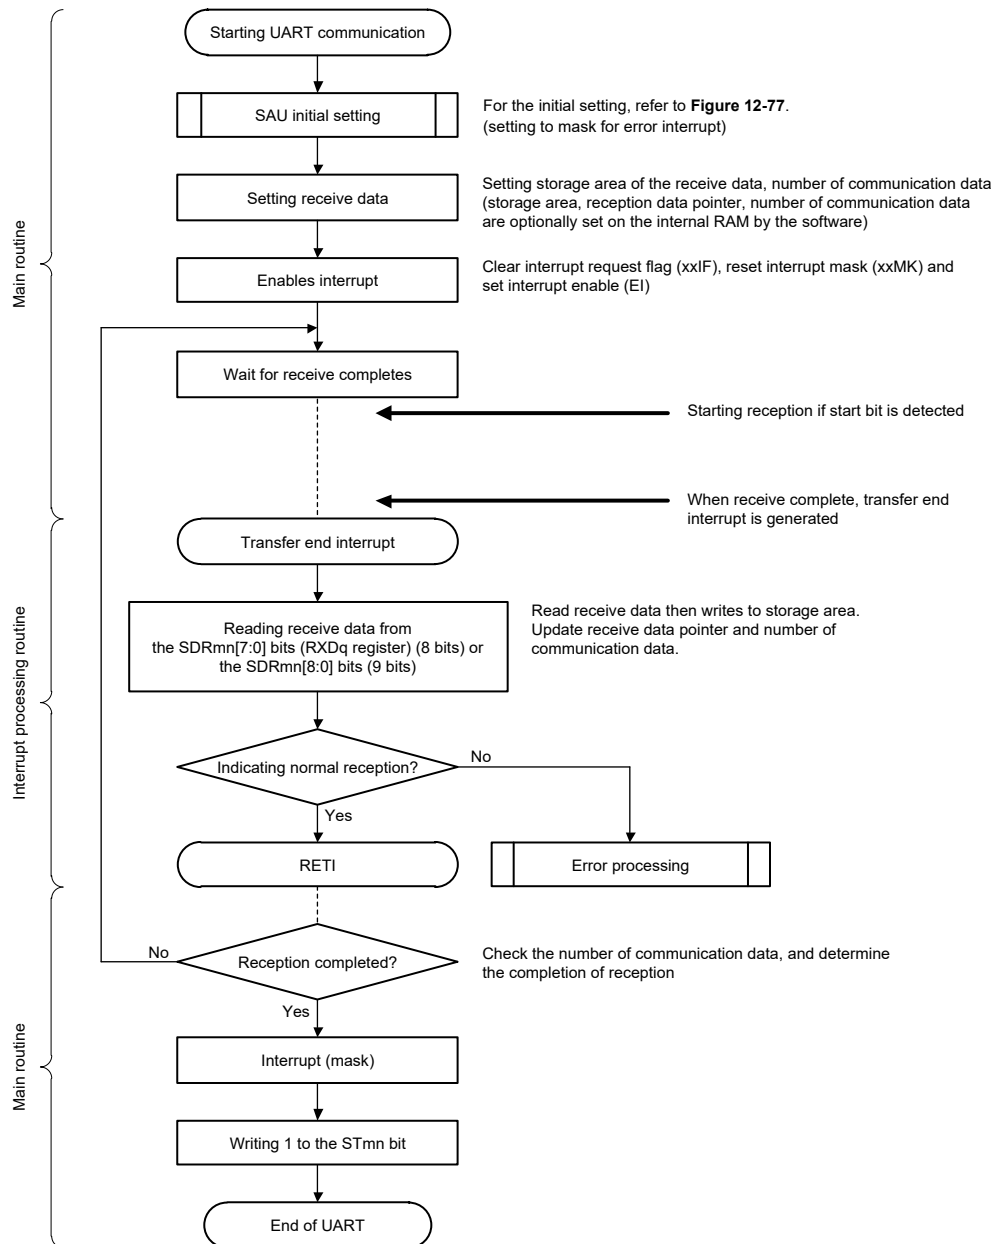 Starting UART communication
SAU initial setting
For the initial setting, refer to Figure 12-77.
(setting to mask for error interrupt)
Setting receive data
Setting storage area of the receive data, number of communication data
(storage area, reception data pointer, number of communication data
are optionally set on the internal RAM by the software)
Main routine
Enables interrupt
Clear interrupt request flag (xxIF), reset interrupt mask (xxMK) and
set interrupt enable (EI)
Wait for receive completes
Starting reception if start bit is detected
When receive complete, transfer end
interrupt is generated
Transfer end interrupt
Reading receive data from
the SDRmn[7:0] bits (RXDq register) (8 bits) or
the SDRmn[8:0] bits (9 bits)
Read receive data then writes to storage area.
Update receive data pointer and number of
communication data.
Interrupt processing routine
Indicating normal reception?
No
Yes
RETI
Error processing
No
Reception completed?
Check the number of communication data, and determine
the completion of reception
Yes
Main routine
Interrupt (mask)
Writing 1 to the STmn bit
End of UART